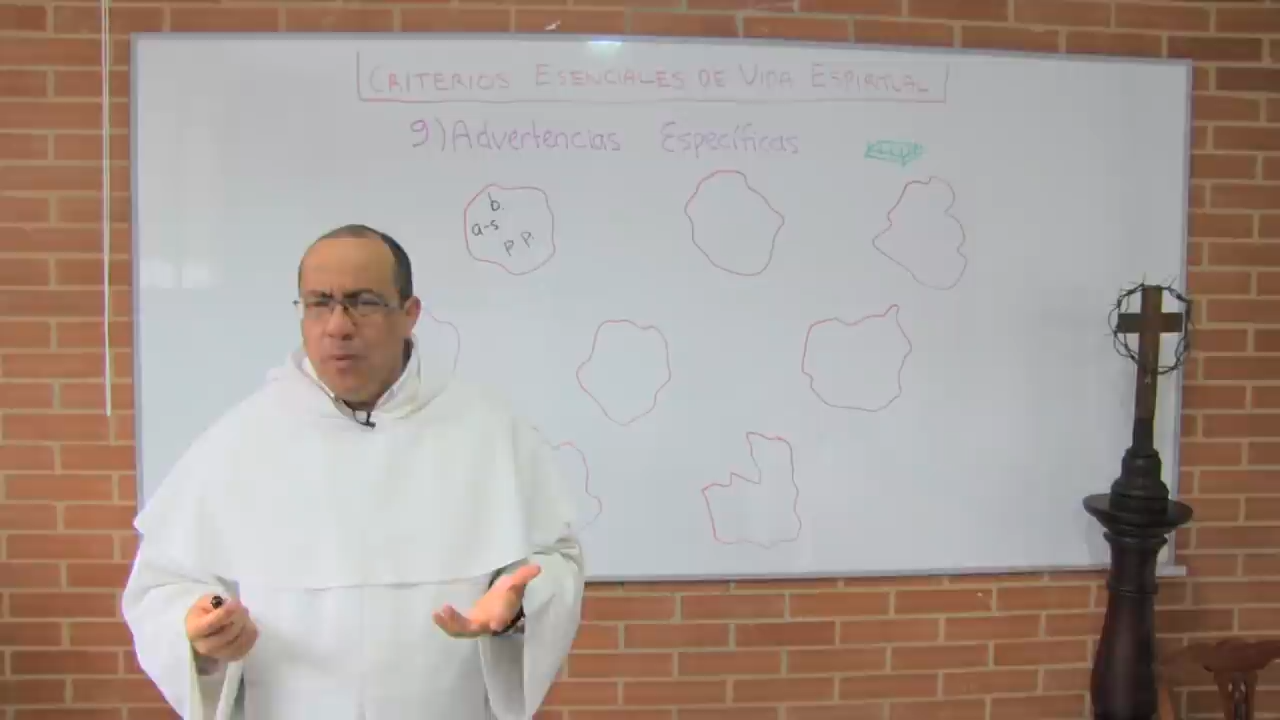 CRITERIOS ESENCIALES DE VIDA ESPIRITUAL
9) Advertencias Específicas
b.
a-s
p p.